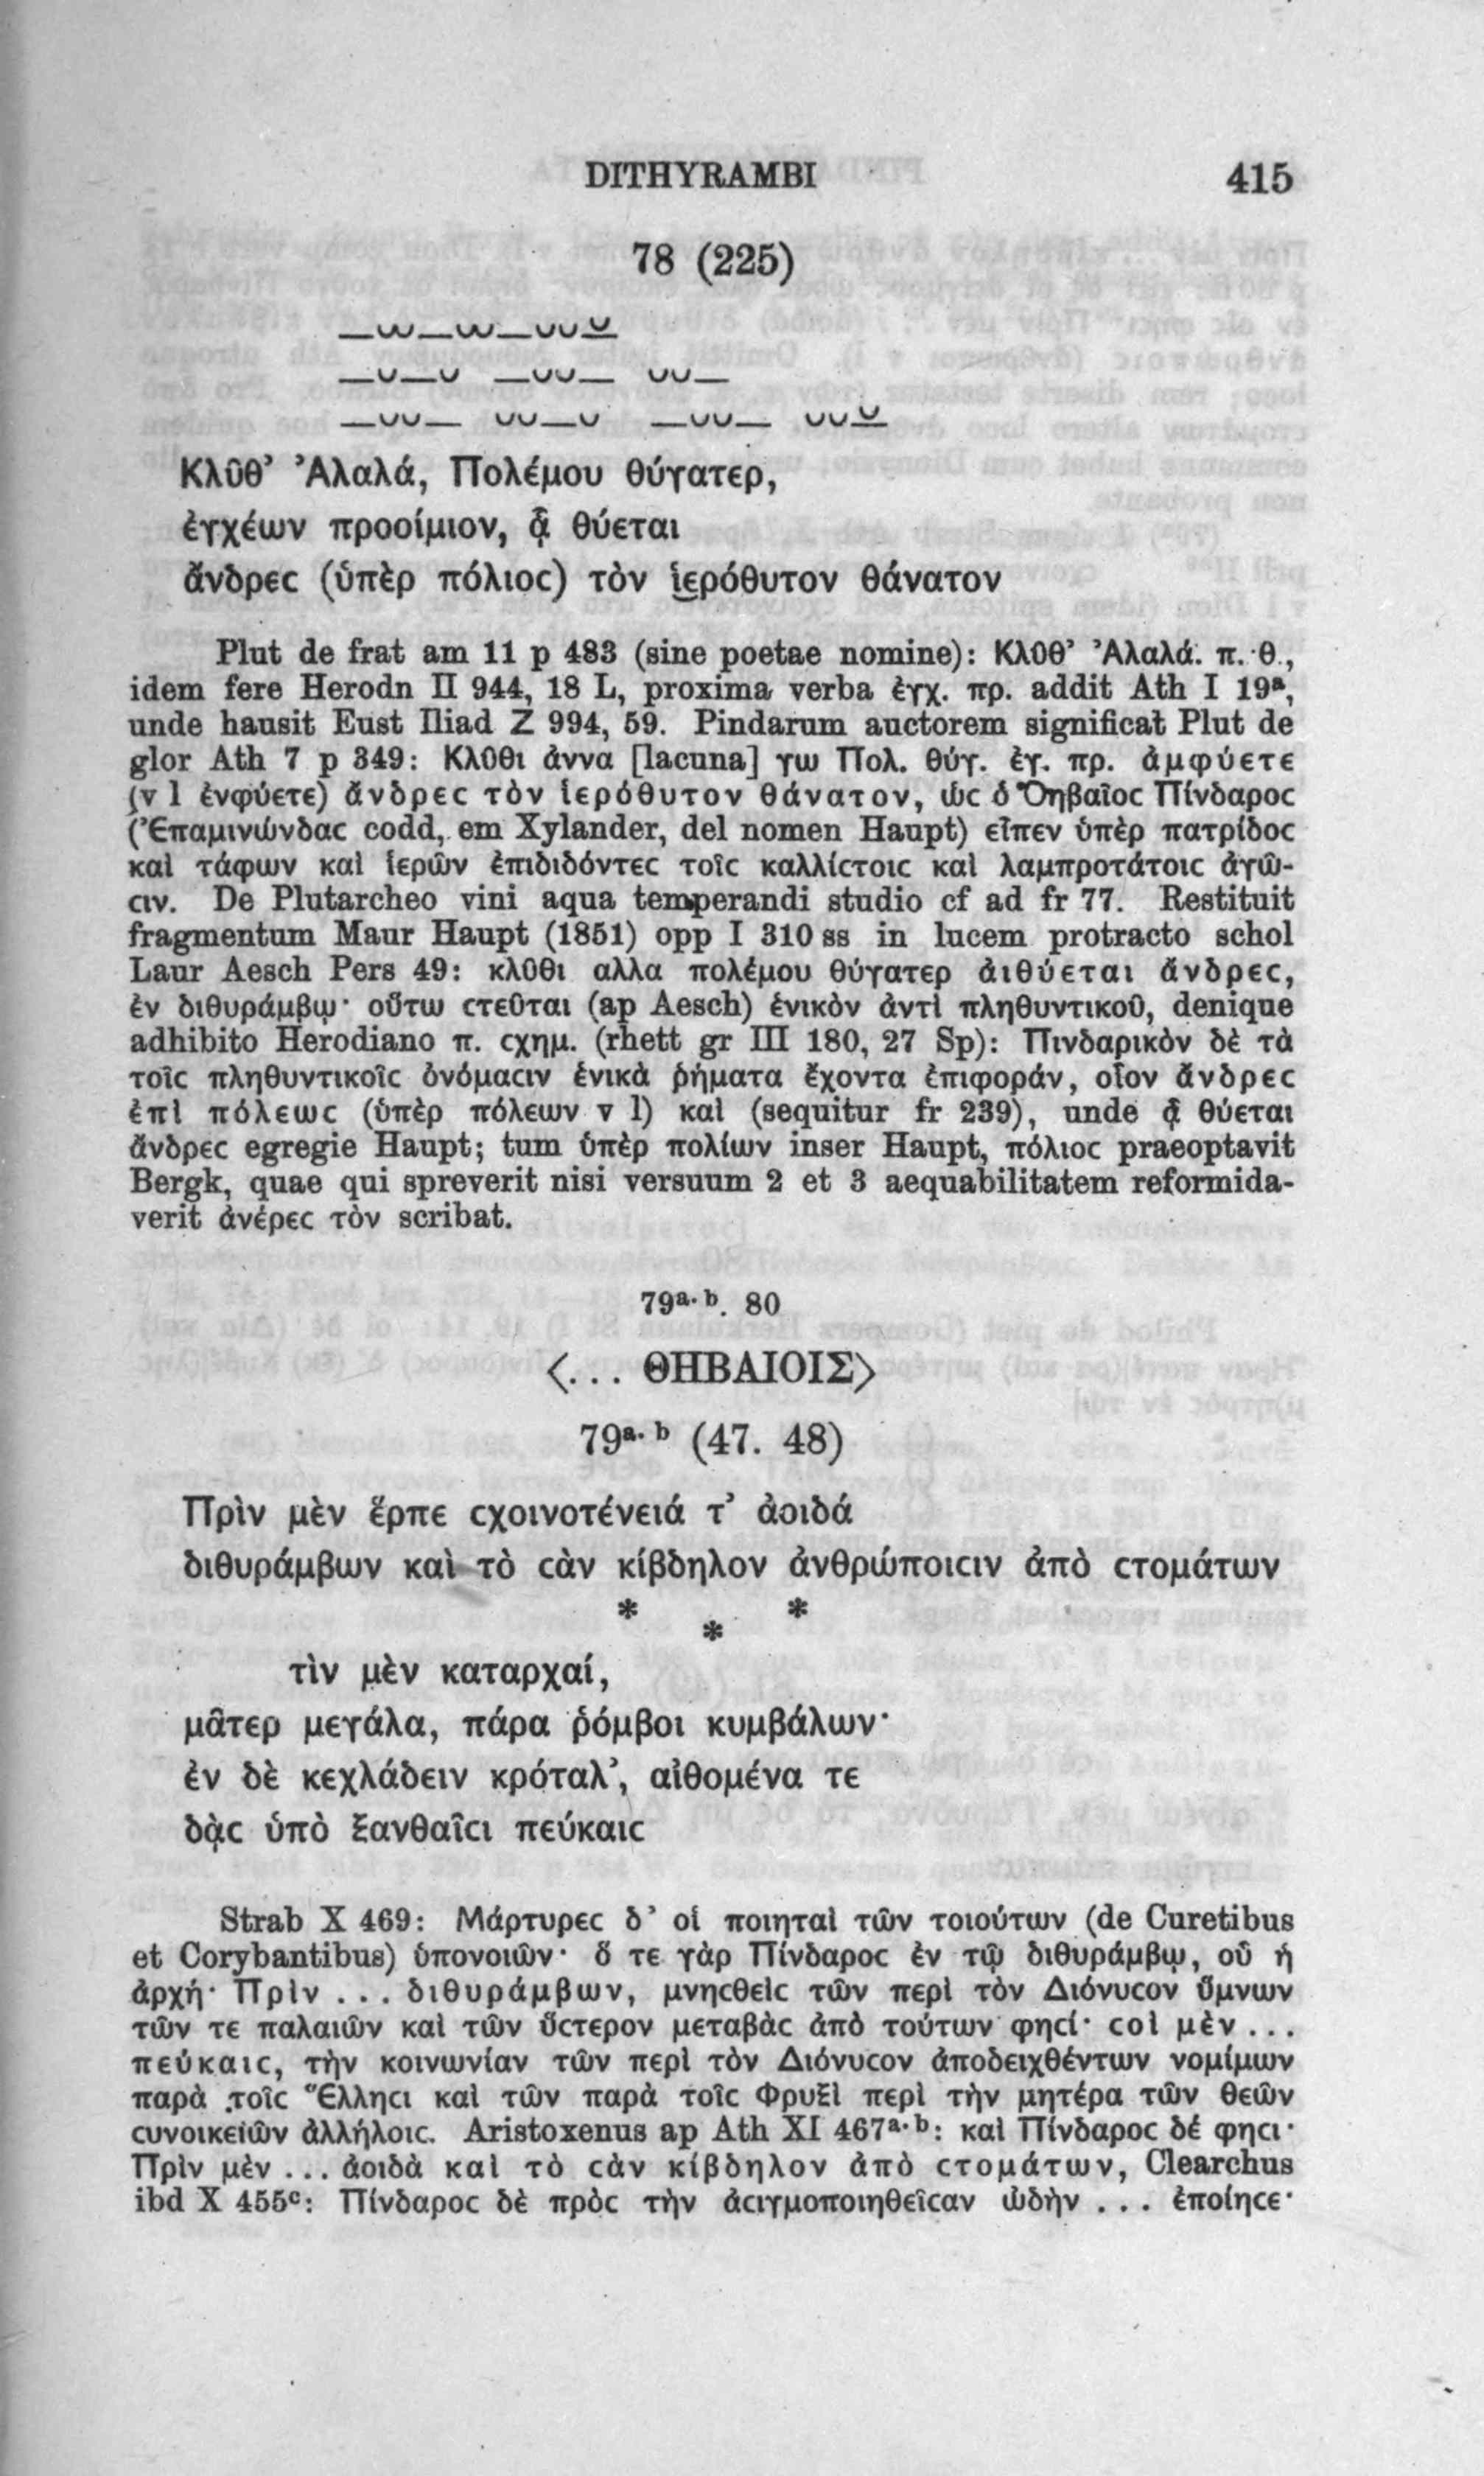 DITHYRAMBI 415
78 (225)
—ᴗᴗ—ᴗᴗ—ᴗᴗ⏓
—ᴗ—ᴗ —ᴗᴗ— ᴗᴗ—
—ᴗᴗ— ᴗᴗ—ᴗ —ᴗᴗ— ᴗᴗ⏓
Κλῦθ’ Ἀλαλά, Πολέμου θύγατερ,
ἐγχέων προοίμιον, ᾇ θύεται
ἄνδρεϲ (ὑπὲρ πόλιοϲ) τὸν ἱερόθυτον θάνατον
Plut de frat am 11 p 483 (sine poetae nomine): Κλῦθ’ Ἀλαλά. π. θ.,
idem fere Herodn II 944, 18 L, proxima verba ἐγχ. πρ. addit Ath I 19ᵃ,
unde hausit Eust Iliad Ζ 994, 59. Pindarum auctorem significat Plut de
glor Ath 7 p 349: Κλῦθι άννα [lacuna] γω Πολ. θύγ. ἐγ. πρ. ἀμφύετε
(v l ἐνφύετε) ἄνδρεϲ τὸν ἱερόθυτον θάνατον, ὡϲ ὁ Θηβαῖοϲ Πίνδαροϲ
(Ἐπαμινώνδαϲ codd, em Xylander, del nomen Haupt) εἶπεν ὑπὲρ πατρίδοϲ
καὶ τάφων καὶ ἱερῶν ἐπιδιδόντεϲ τοῖϲ καλλίϲτοιϲ καὶ λαμπροτάτοιϲ ἀγῶ-
ϲιν. De Plutarcheo vini aqua temperandi studio cf ad fr 77. Restituit
fragmentum Maur Haupt (1851) opp I 310 ss in lucem protracto schol
Laur Aesch Pers 49: κλῦθι αλλα πολέμου θύγατερ ἀιθύεται ἄνδρεϲ,
ἐν διθυράμβῳ· οὕτω ϲτεῦται (ap Aesch) ἑνικὸν ἀντὶ πληθυντικοῦ, denique
adhibito Herodiano π. ϲχημ. (rhett gr III 180, 27 Sp): Πινδαρικὸν δὲ τὰ
τοῖϲ πληθυντικοῖϲ ὀνόμαϲιν ἑνικὰ ῥήματα ἔχοντα ἐπιφοράν, οἷον ἄνδρεϲ
ἐπὶ πόλεωϲ (ὑπὲρ πόλεων v l) καὶ (sequitur fr 239), unde ᾇ θύεται
ἄνδρεϲ egregie Haupt; tum ὑπὲρ πολίων inser Haupt, πόλιοϲ praeoptavit
Bergk, quae qui spreverit nisi versuum 2 et 3 aequabilitatem reformida-
verit ἀνέρεϲ τὸν scribat.
79ᵃ· ᵇ. 80
⟨... ΘΗΒΑΙΟΙΣ⟩
79ᵃ· ᵇ (47. 48)
Πρὶν μὲν ἕρπε ϲχοινοτένειά τ’ ἀοιδά
διθυράμβων καὶ τὸ ϲὰν κίβδηλον ἀνθρώποιϲιν ἀπὸ ϲτομάτων
* * *
τὶν μὲν καταρχαί,
μᾶτερ μεγάλα, πάρα ῥόμβοι κυμβάλων·
ἐν δὲ κεχλάδειν κρόταλ’, αἰθομένα τε
δᾲϲ ὑπὸ ξανθαῖϲι πεύκαιϲ
Strab X 469: Μάρτυρεϲ δ’ οἱ ποιηταὶ τῶν τοιούτων (de Curetibus
et Corybantibus) ὑπονοιῶν· ὅ τε γὰρ Πίνδαροϲ ἐν τῷ διθυράμβῳ, οὗ ἡ
ἀρχή· Πρὶν ... διθυράμβων, μνηϲθεὶϲ τῶν περὶ τὸν Διόνυϲον ὕμνων
τῶν τε παλαιῶν καὶ τῶν ὕϲτερον μεταβὰϲ ἀπὸ τούτων φηϲί· ϲοὶ μὲν ...
πεύκαιϲ, τὴν κοινωνίαν τῶν περὶ τὸν Διόνυϲον ἀποδειχθέντων νομίμων
παρὰ τοῖϲ Ἕλληϲι καὶ τῶν παρὰ τοῖϲ Φρυξὶ περὶ τὴν μητέρα τῶν θεῶν
ϲυνοικειῶν ἀλλήλοιϲ. Aristoxenus ap Ath XI 467ᵃ· ᵇ: καὶ Πίνδαροϲ δέ φηϲι·
Πρὶν μὲν ... ἀοιδὰ καὶ τὸ ϲὰν κίβδηλον ἀπὸ ϲτομάτων, Clearchus
ibd X 455ᶜ: Πίνδαροϲ δὲ πρὸϲ τὴν ἀϲιγμοποιηθεῖϲαν ᾠδὴν ... ἐποίηϲε·